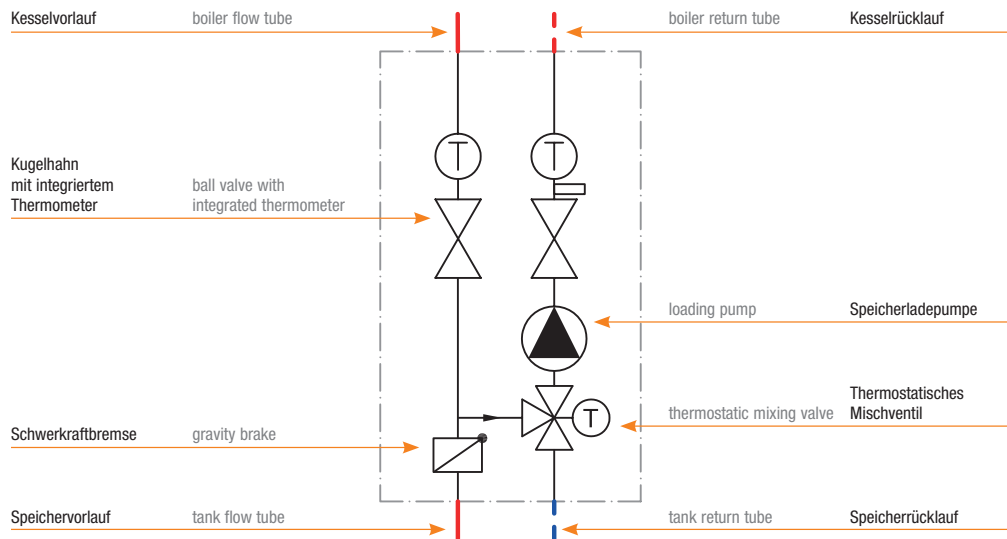 Kesselvorlauf boiler flow tube
boiler return tube Kesselrücklauf
T
T
Kugelhahn
mit integriertem
Thermometer
ball valve with
integrated thermometer
loading pump Speicherladepumpe
thermostatic mixing valve
Thermostatisches
Mischventil
T
Schwerkraftbremse gravity brake
Speichervorlauf tank flow tube
tank return tube Speicherrücklauf